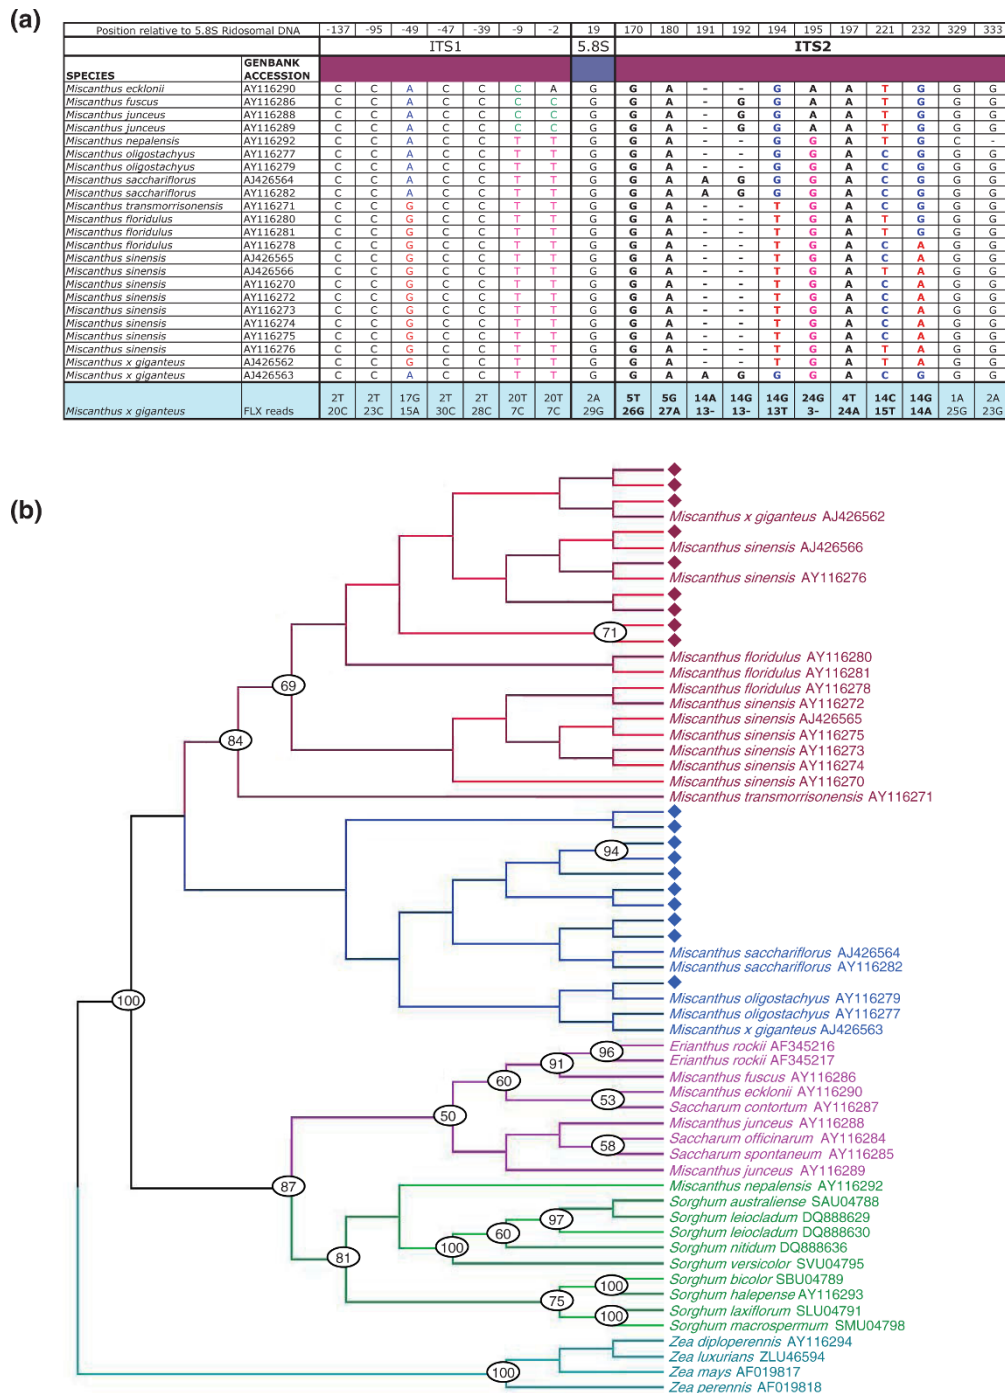 (a)
Position relative to 5.8S Ridosomal DNA -137 -95 -49 -47 -39 -9 -2 19 170 180 191 192 194 195 197 221 232 329 333
ITS1 5.8S ITS2
SPECIES GENBANK ACCESSION
Miscanthus ecklonii AY116290 C C A C C C A G G A - - G A A T G G G
Miscanthus fuscus AY116286 C C A C C C C G G A - G G A A T G G G
Miscanthus junceus AY116288 C C A C C C C G G A - G G A A T G G G
Miscanthus junceus AY116289 C C A C C C C G G A - G G A A T G G G
Miscanthus nepalensis AY116292 C C A C C T T G G A - - G G A T G C -
Miscanthus oligostachyus AY116277 C C A C C T T G G A - - G G A C G G G
Miscanthus oligostachyus AY116279 C C A C C T T G G A - - G G A C G G G
Miscanthus sacchariflorus AJ426564 C C A C C T T G G A A G G G A C G G G
Miscanthus sacchariflorus AY116282 C C A C C T T G G A A G G G A C G G G
Miscanthus transmorrisonensis AY116271 C C G C C T T G G A - - T G A C G G G
Miscanthus floridulus AY116280 C C G C C T T G G A - - T G A T G G G
Miscanthus floridulus AY116281 C C G C C T T G G A - - T G A T G G G
Miscanthus floridulus AY116278 C C G C C T T G G A - - T G A C A G G
Miscanthus sinensis AJ426565 C C G C C T T G G A - - T G A C A G G
Miscanthus sinensis AJ426566 C C G C C T T G G A - - T G A T A G G
Miscanthus sinensis AY116270 C C G C C T T G G A - - T G A C A G G
Miscanthus sinensis AY116272 C C G C C T T G G A - - T G A C A G G
Miscanthus sinensis AY116273 C C G C C T T G G A - - T G A C A G G
Miscanthus sinensis AY116274 C C G C C T T G G A - - T G A C A G G
Miscanthus sinensis AY116275 C C G C C T T G G A - - T G A C A G G
Miscanthus sinensis AY116276 C C G C C T T G G A - - T G A T A G G
Miscanthus x giganteus AJ426562 C C G C C T T G G A - - T G A T A G G
Miscanthus x giganteus AJ426563 C C A C C T T G G A A G G G A C G G G
2T 2T 17G 2T 2T 20T 20T 2A 5T 5G 14A 14G 14G 24G 4T 14C 14G 1A 2A
Miscanthus x giganteus FLX reads 20C 23C 15A 30C 28C 7C 7C 29G 26G 27A 13- 13- 13T 3- 24A 15T 14A 25G 23G
(b)
Miscanthus x giganteus AJ426562
Miscanthus sinensis AJ426566
Miscanthus sinensis AY116276
71
Miscanthus floridulus AY116280
Miscanthus floridulus AY116281
69
Miscanthus floridulus AY116278
Miscanthus sinensis AY116272
Miscanthus sinensis AJ426565
Miscanthus sinensis AY116275
84
Miscanthus sinensis AY116273
Miscanthus sinensis AY116274
Miscanthus sinensis AY116270
Miscanthus transmorrisonensis AY116271
94
Miscanthus sacchariflorus AJ426564
Miscanthus sacchariflorus AY116282
100
Miscanthus oligostachyus AY116279
Miscanthus oligostachyus AY116277
Miscanthus x giganteus AJ426563
96
Erianthus rockii AF345216
Erianthus rockii AF345217
91
Miscanthus fuscus AY116286
60
Miscanthus ecklonii AY116290
53
Saccharum contortum AY116287
50
Miscanthus junceus AY116288
Saccharum officinarum AY116284
58
Saccharum spontaneum AY116285
Miscanthus junceus AY116289
87
Miscanthus nepalensis AY116292
Sorghum australiense SAU04788
97
Sorghum leiocladum DQ888629
60
Sorghum leiocladum DQ888630
100
Sorghum nitidum DQ888636
81
Sorghum versicolor SVU04795
Sorghum bicolor SBU04789
100
Sorghum halepense AY116293
75
Sorghum laxiflorum SLU04791
100
Sorghum macrospermum SMU04798
Zea diploperennis AY116294
Zea luxurians ZLU46594
100
Zea mays AF019817
Zea perennis AF019818